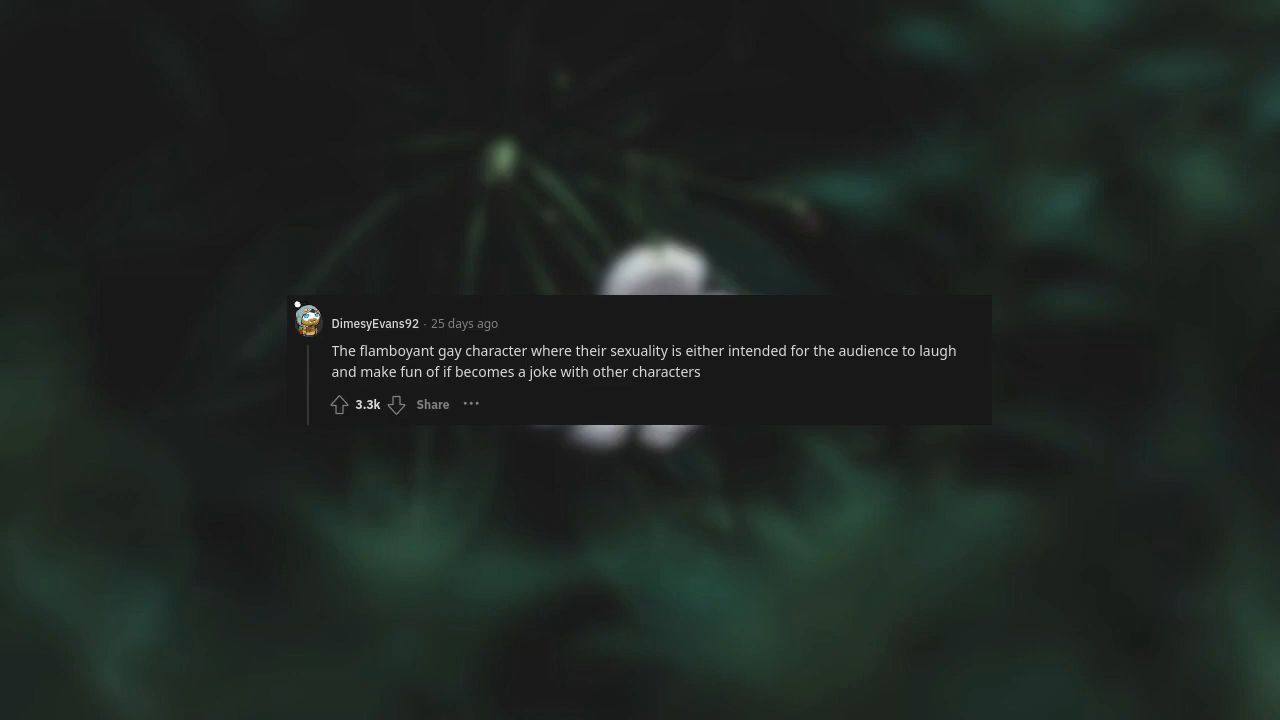 DimesyEvans92 · 25 days ago
The flamboyant gay character where their sexuality is either intended for the audience to laugh
and make fun of if becomes a joke with other characters
3.3k Share ···